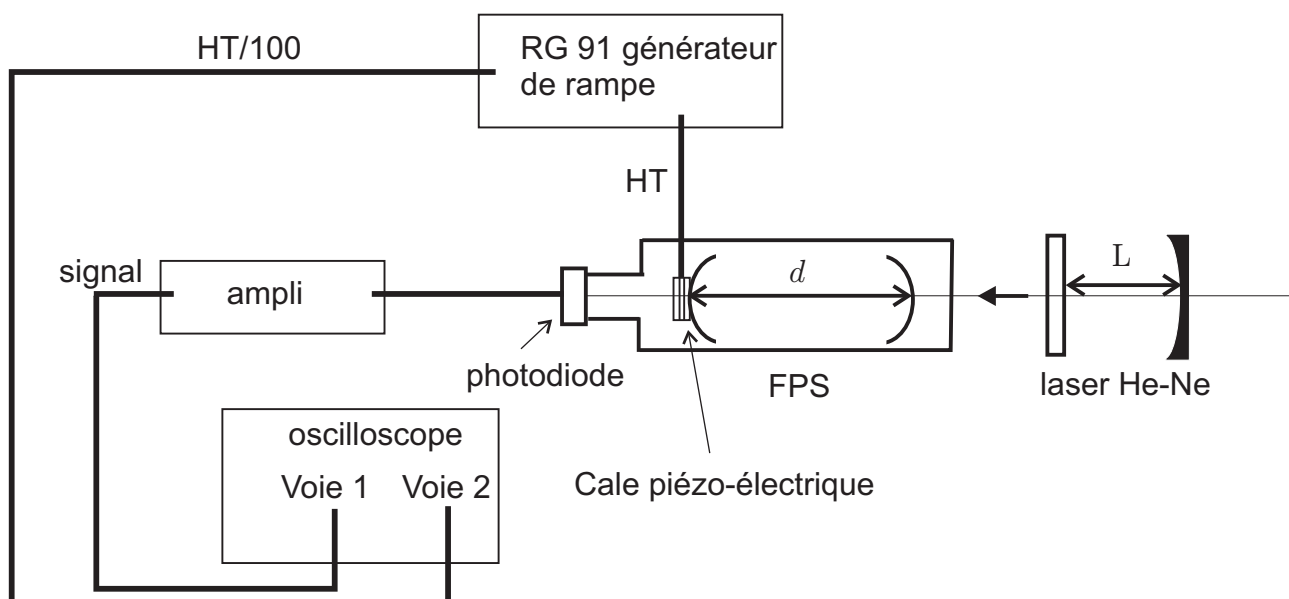 HT/100
RG 91 générateur
de rampe
HT
signal
ampli
d
L
photodiode
FPS
laser He-Ne
oscilloscope
Voie 1
Voie 2
Cale piézo-électrique